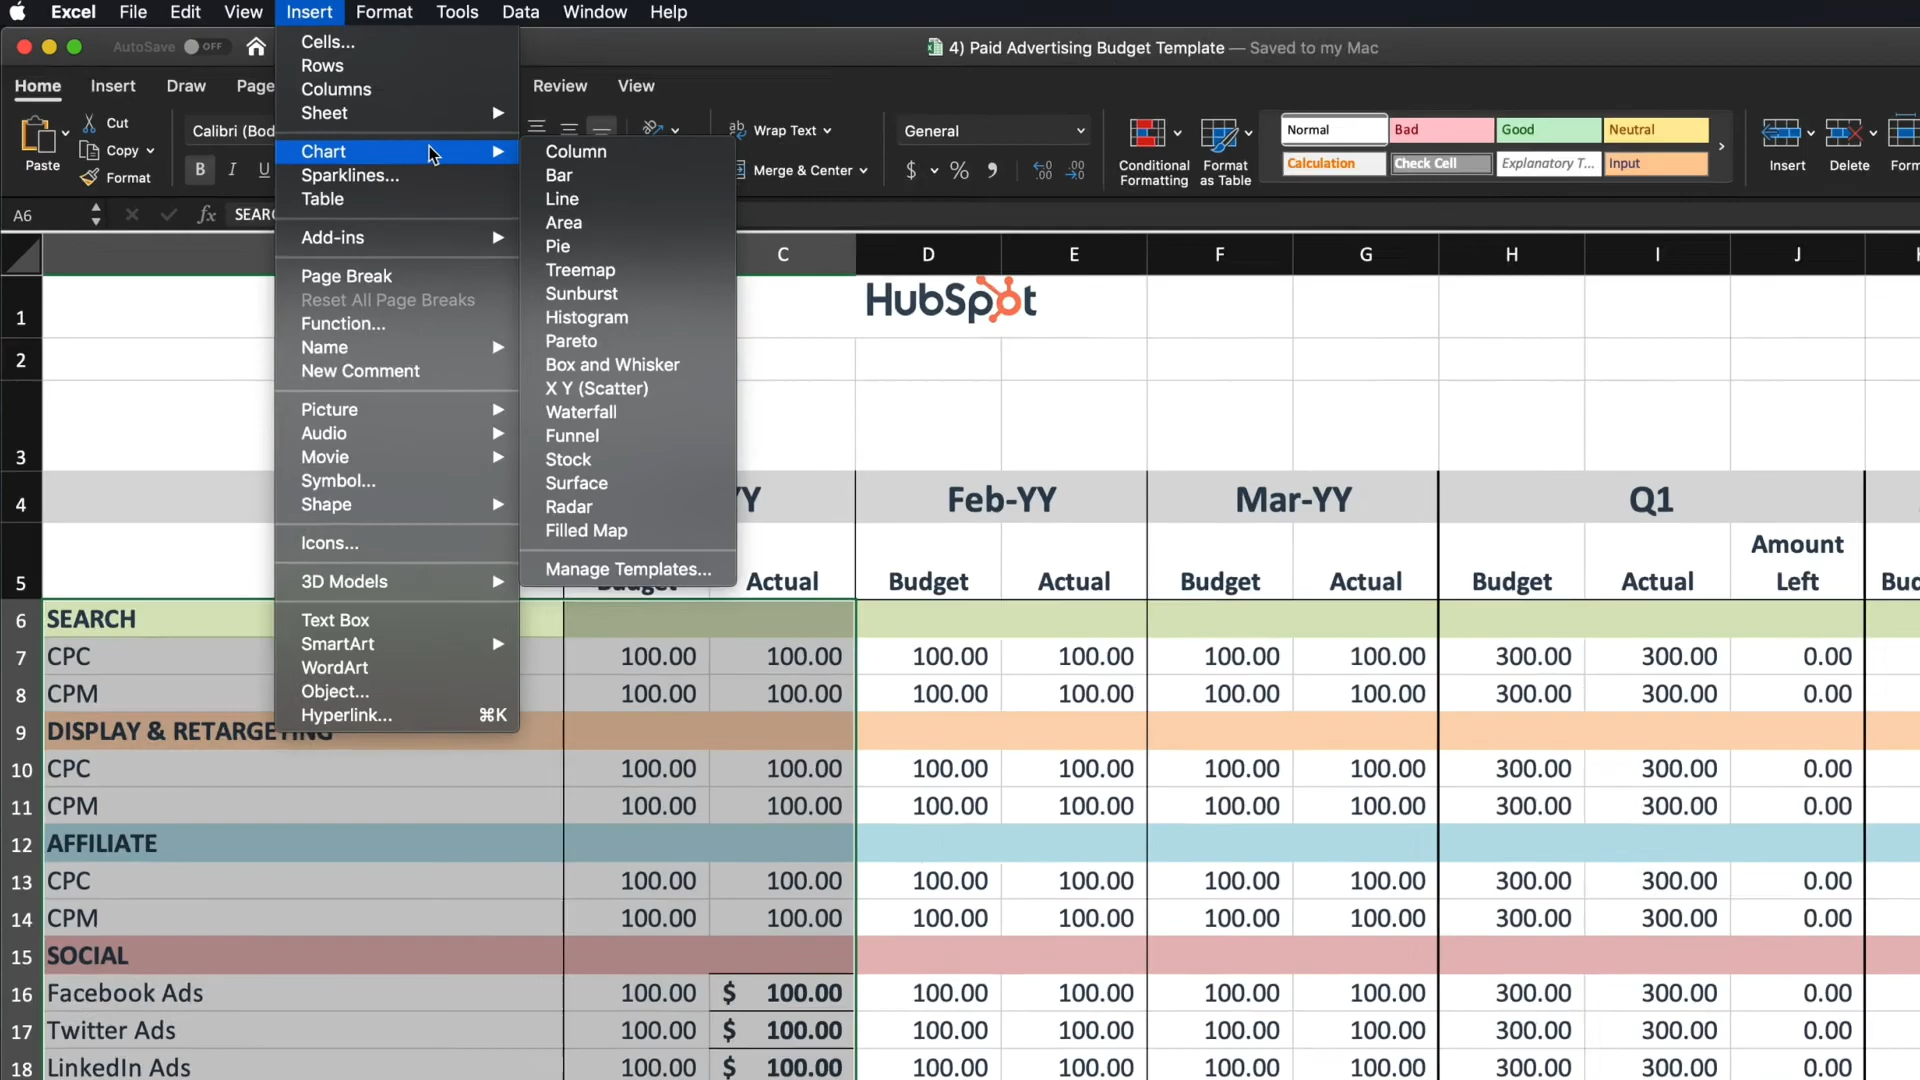 Excel File Edit View Insert Format Tools Data Window Help
AutoSave OFF
4) Paid Advertising Budget Template — Saved to my Mac
Home Insert Draw Page Review View
Cells...
Rows
Columns
Sheet
Chart
Sparklines...
Table
Add-ins
Page Break
Reset All Page Breaks
Function...
Name
New Comment
Picture
Audio
Movie
Symbol...
Shape
Icons...
3D Models
Text Box
SmartArt
WordArt
Object...
Hyperlink... ⌘K
Column
Bar
Line
Area
Pie
Treemap
Sunburst
Histogram
Pareto
Box and Whisker
X Y (Scatter)
Waterfall
Funnel
Stock
Surface
Radar
Filled Map
Manage Templates...
Paste
Cut
Copy
Format
Calibri (Bod
B I U
ab Wrap Text
Merge & Center
General
$ % 9 .00 .00
Conditional Formatting
Format as Table
Normal Bad Good Neutral
Calculation Check Cell Explanatory T... Input
Insert Delete Form
A6 fx SEARC
C D E F G H I J
1 HubSpot
2
3
4 YY Feb-YY Mar-YY Q1
5 Budget Actual Budget Actual Budget Actual Budget Actual Amount Left Bud
6 SEARCH
7 CPC 100.00 100.00 100.00 100.00 100.00 100.00 300.00 300.00 0.00
8 CPM 100.00 100.00 100.00 100.00 100.00 100.00 300.00 300.00 0.00
9 DISPLAY & RETARGETING
10 CPC 100.00 100.00 100.00 100.00 100.00 100.00 300.00 300.00 0.00
11 CPM 100.00 100.00 100.00 100.00 100.00 100.00 300.00 300.00 0.00
12 AFFILIATE
13 CPC 100.00 100.00 100.00 100.00 100.00 100.00 300.00 300.00 0.00
14 CPM 100.00 100.00 100.00 100.00 100.00 100.00 300.00 300.00 0.00
15 SOCIAL
16 Facebook Ads 100.00 $ 100.00 100.00 100.00 100.00 100.00 300.00 300.00 0.00
17 Twitter Ads 100.00 $ 100.00 100.00 100.00 100.00 100.00 300.00 300.00 0.00
18 LinkedIn Ads 100.00 $ 100.00 100.00 100.00 100.00 100.00 300.00 300.00 0.00